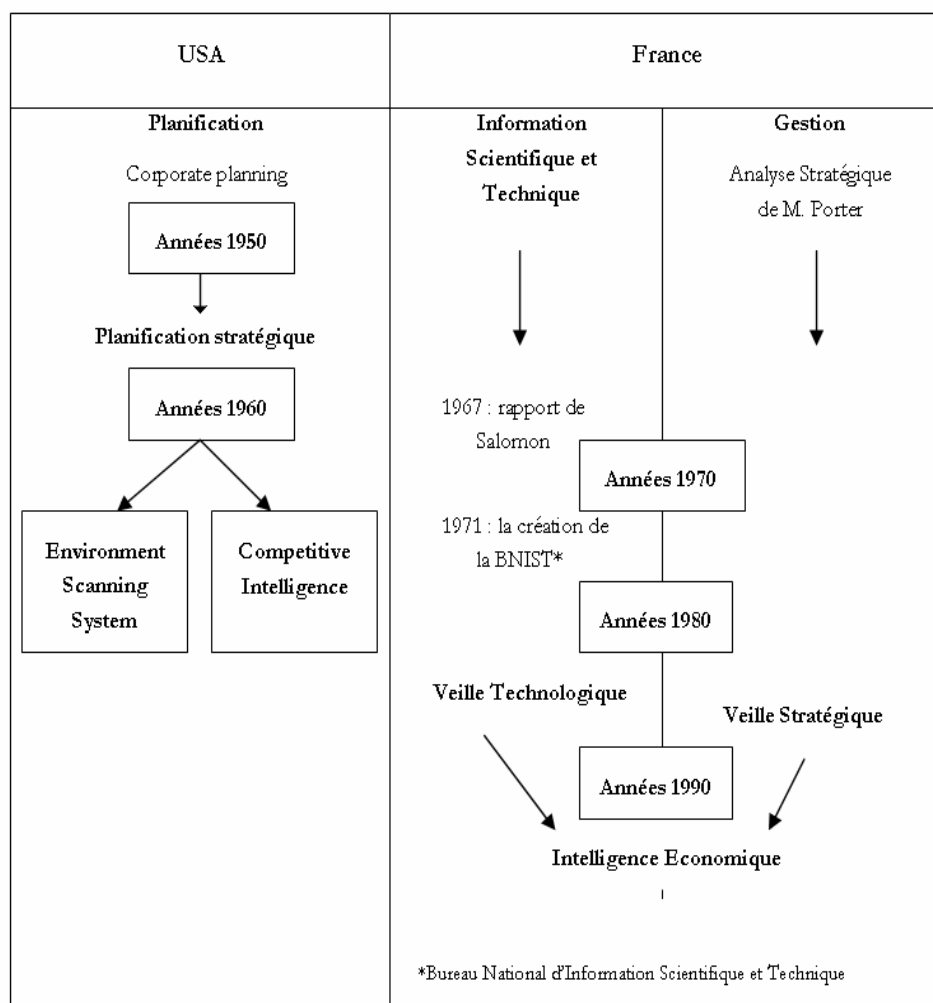 USA
France
Planification
Corporate planning
Années 1950
Planification stratégique
Années 1960
Environment
Scanning
System
Competitive
Intelligence
Information
Scientifique et
Technique
Gestion
Analyse Stratégique
de M. Porter
1967 : rapport de
Salomon
Années 1970
1971 : la création de
la BNIST*
Années 1980
Veille Technologique
Veille Stratégique
Années 1990
Intelligence Economique
*Bureau National d'Information Scientifique et Technique